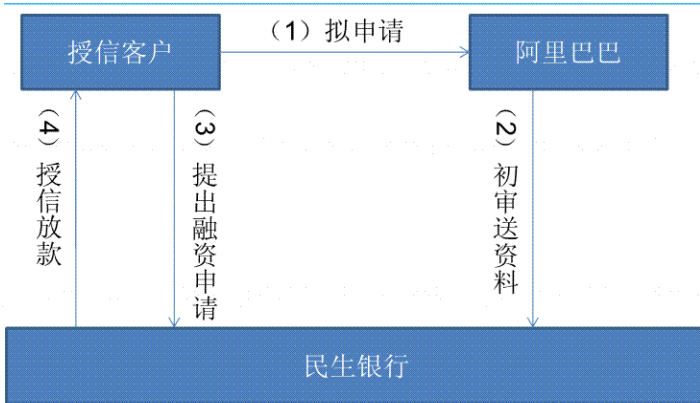 授信客户
（1）拟申请
阿里巴巴
（4）授信放款
（3）提出融资申请
（2）初审送资料
民生银行